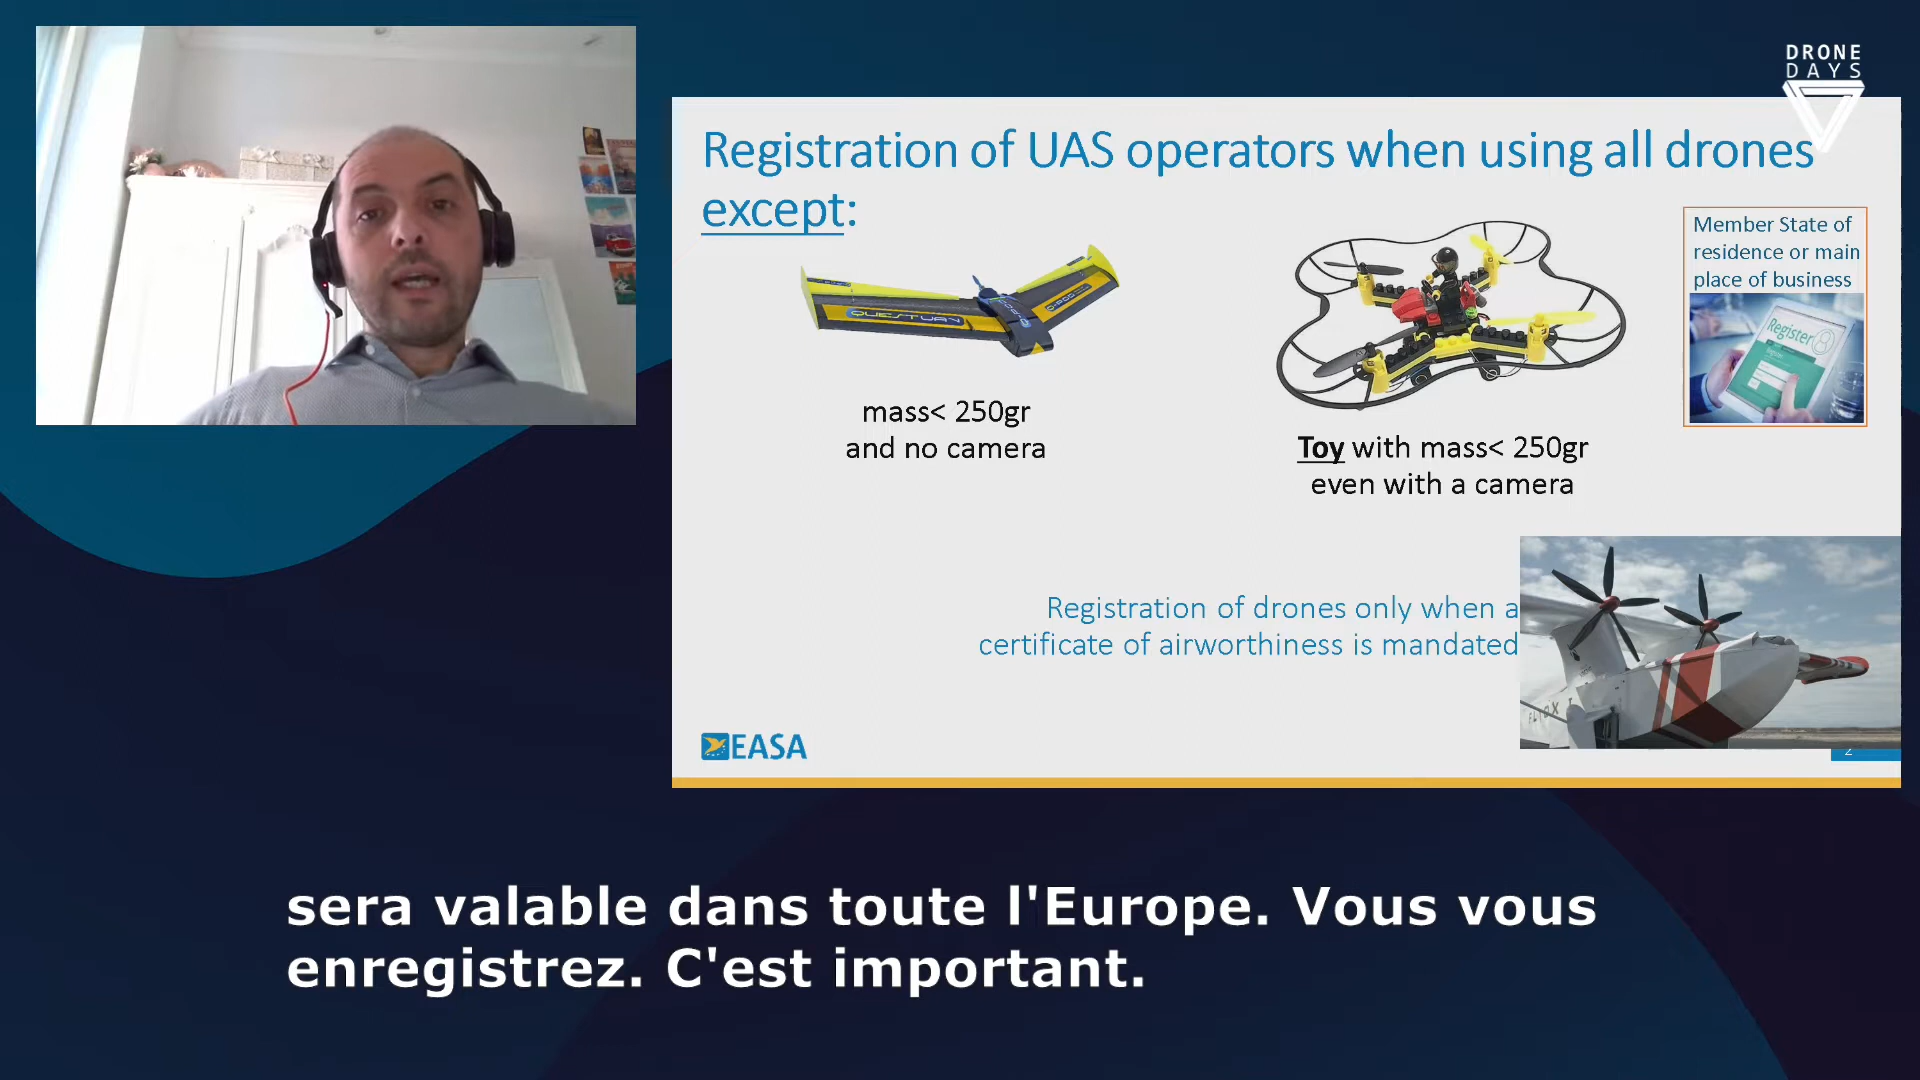 DRONE
DAYS
Registration of UAS operators when using all drones
except:
Member State of
residence or main
place of business
Register
QUESTUAV
mass< 250gr
and no camera
Toy with mass< 250gr
even with a camera
Registration of drones only when a
certificate of airworthiness is mandated
EASA
2
sera valable dans toute l'Europe. Vous vous
enregistrez. C'est important.